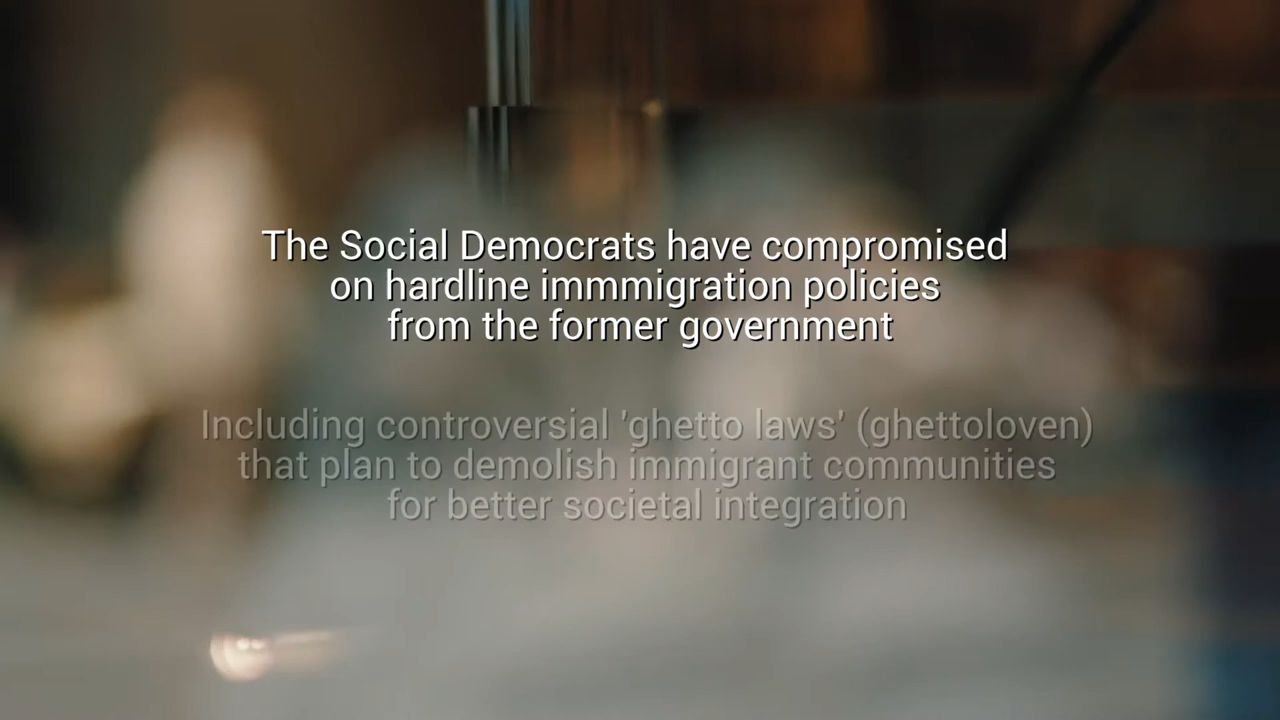 The Social Democrats have compromised
on hardline immmigration policies
from the former government
Including controversial 'ghetto laws' (ghettoloven)
that plan to demolish immigrant communities
for better societal integration